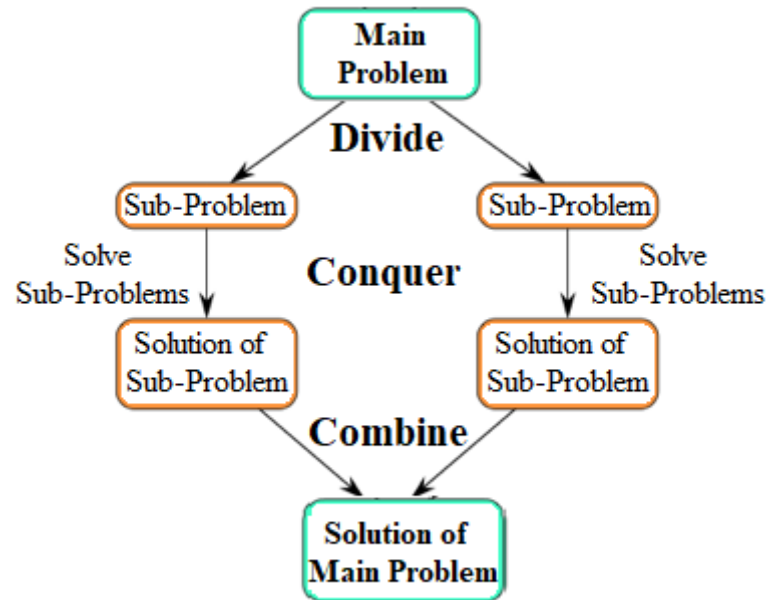 Main
Problem
Divide
Sub-Problem
Sub-Problem
Solve
Sub-Problems
Conquer
Solve
Sub-Problems
Solution of
Sub-Problem
Solution of
Sub-Problem
Combine
Solution of
Main Problem